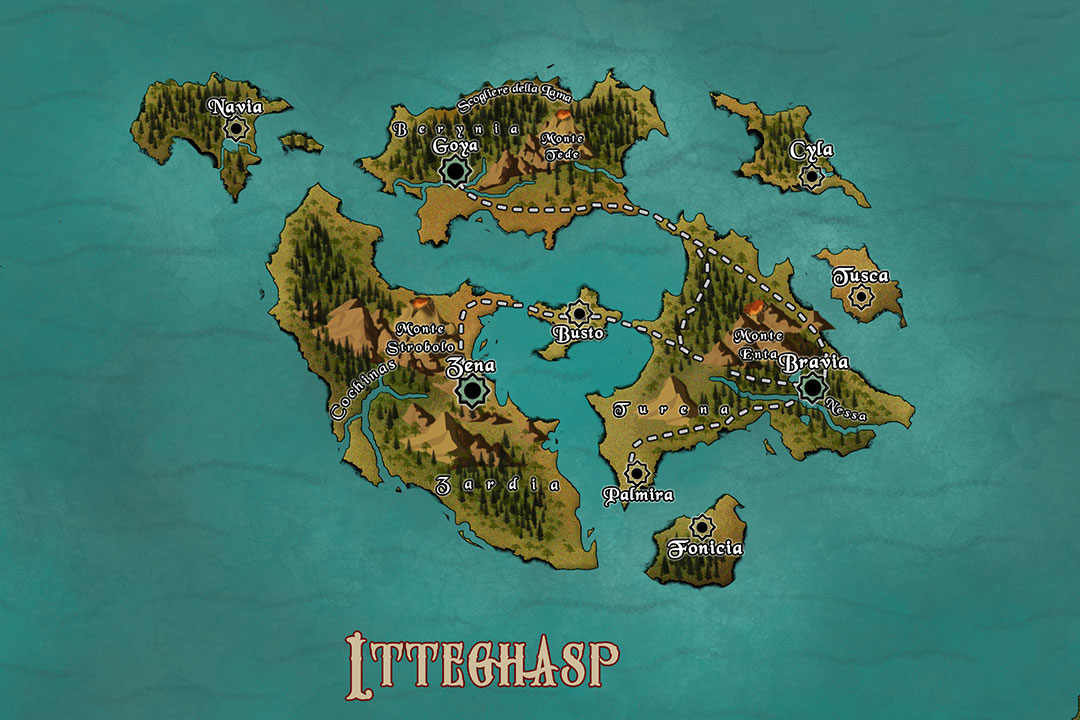 Navia
Scogliere della Lama
Berynia
Goya
Monte
Tede
Cyla
Tusca
Busto
Monte
Strobolo
Zena
Cochinas
Monte
Enta
Bravia
Nessa
Turena
Zardia
Palmira
Fonicia
Itteghasp